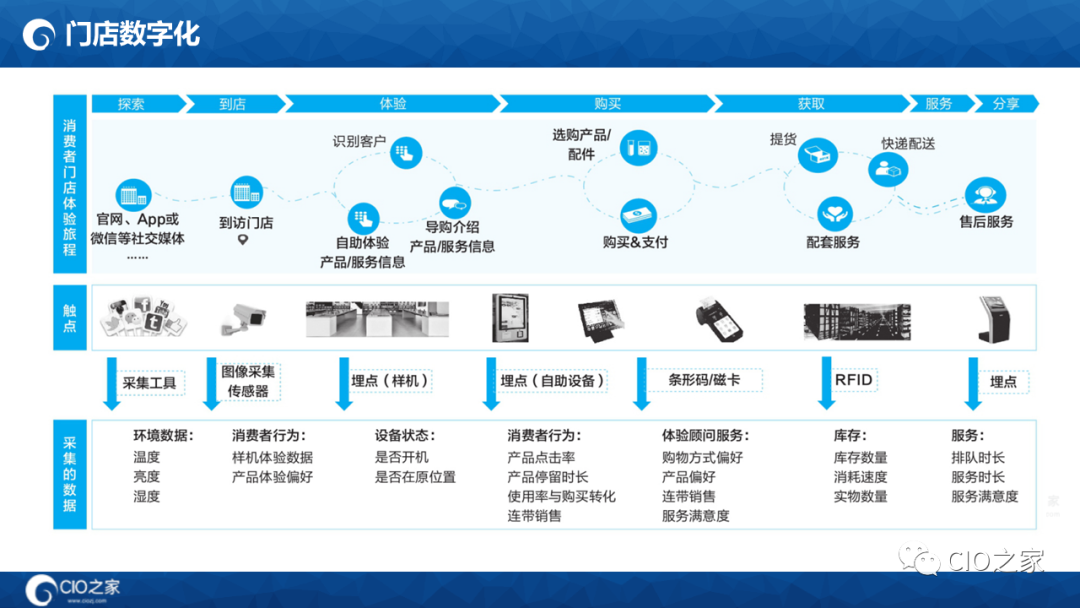 门店数字化
探索
到店
体验
购买
获取
服务
分享
消费者门店体验旅程
官网、App或
微信等社交媒体
……
到访门店
识别客户
自助体验
产品/服务信息
导购介绍
产品/服务信息
选购产品/
配件
购买&支付
提货
快递配送
配套服务
售后服务
触点
采集工具
图像采集
传感器
埋点（样机）
埋点（自助设备）
条形码/磁卡
RFID
埋点
采集的数据
环境数据：
温度
亮度
湿度
消费者行为：
样机体验数据
产品体验偏好
设备状态：
是否开机
是否在原位置
消费者行为：
产品点击率
产品停留时长
使用率与购买转化
连带销售
体验顾问服务：
购物方式偏好
产品偏好
连带销售
服务满意度
库存：
库存数量
消耗速度
实物数量
服务：
排队时长
服务时长
服务满意度
CIO之家
CIO之家
www.ciozj.com